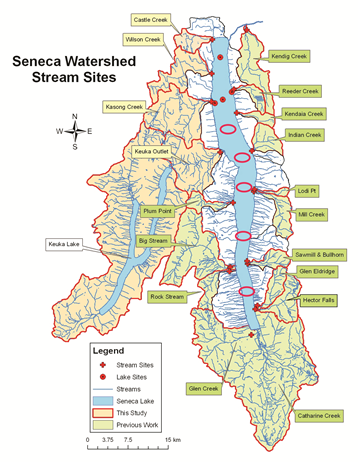 Castle Creek
Wilson Creek
Seneca Watershed
Stream Sites
Kendig Creek
Reeder Creek
Kasong Creek
Kendaia Creek
N
W E
S
Indian Creek
Keuka Outlet
Lodi Pt
Plum Point
Mill Creek
Big Stream
Keuka Lake
Sawmill & Bullhorn
Glen Eldridge
Rock Stream
Hector Falls
Legend
Stream Sites
Lake Sites
Streams
Seneca Lake
This Study
Previous Work
Glen Creek
Catharine Creek
0 3.75 7.5 15 km